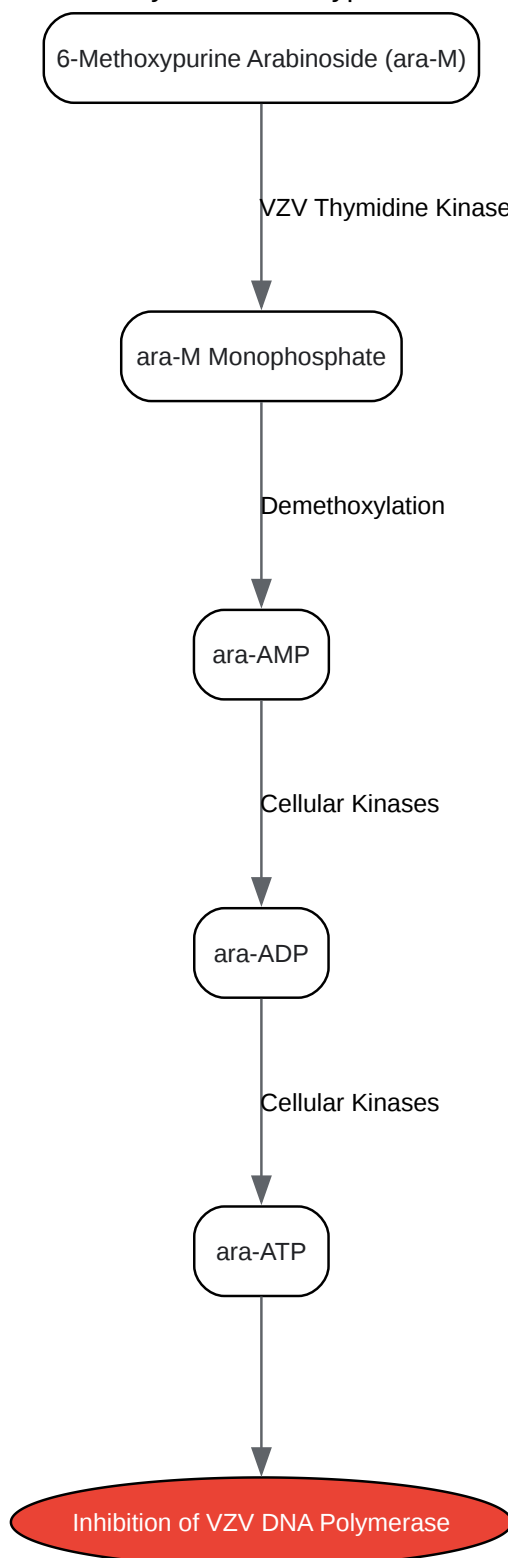 6-Methoxypurine Arabinoside (ara-M)
VZV Thymidine Kinase
ara-M Monophosphate
Demethoxylation
ara-AMP
Cellular Kinases
ara-ADP
Cellular Kinases
ara-ATP
Inhibition of VZV DNA Polymerase